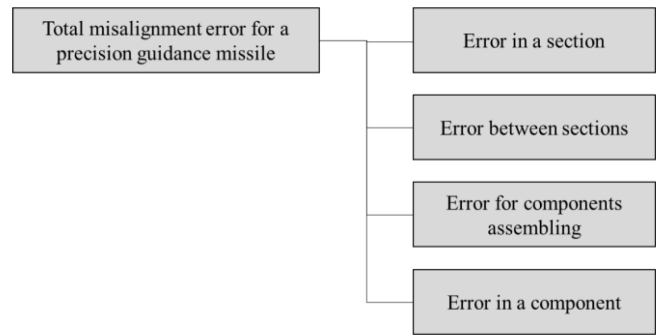 Total misalignment error for a
precision guidance missile
Error in a section
Error between sections
Error for components
assembling
Error in a component